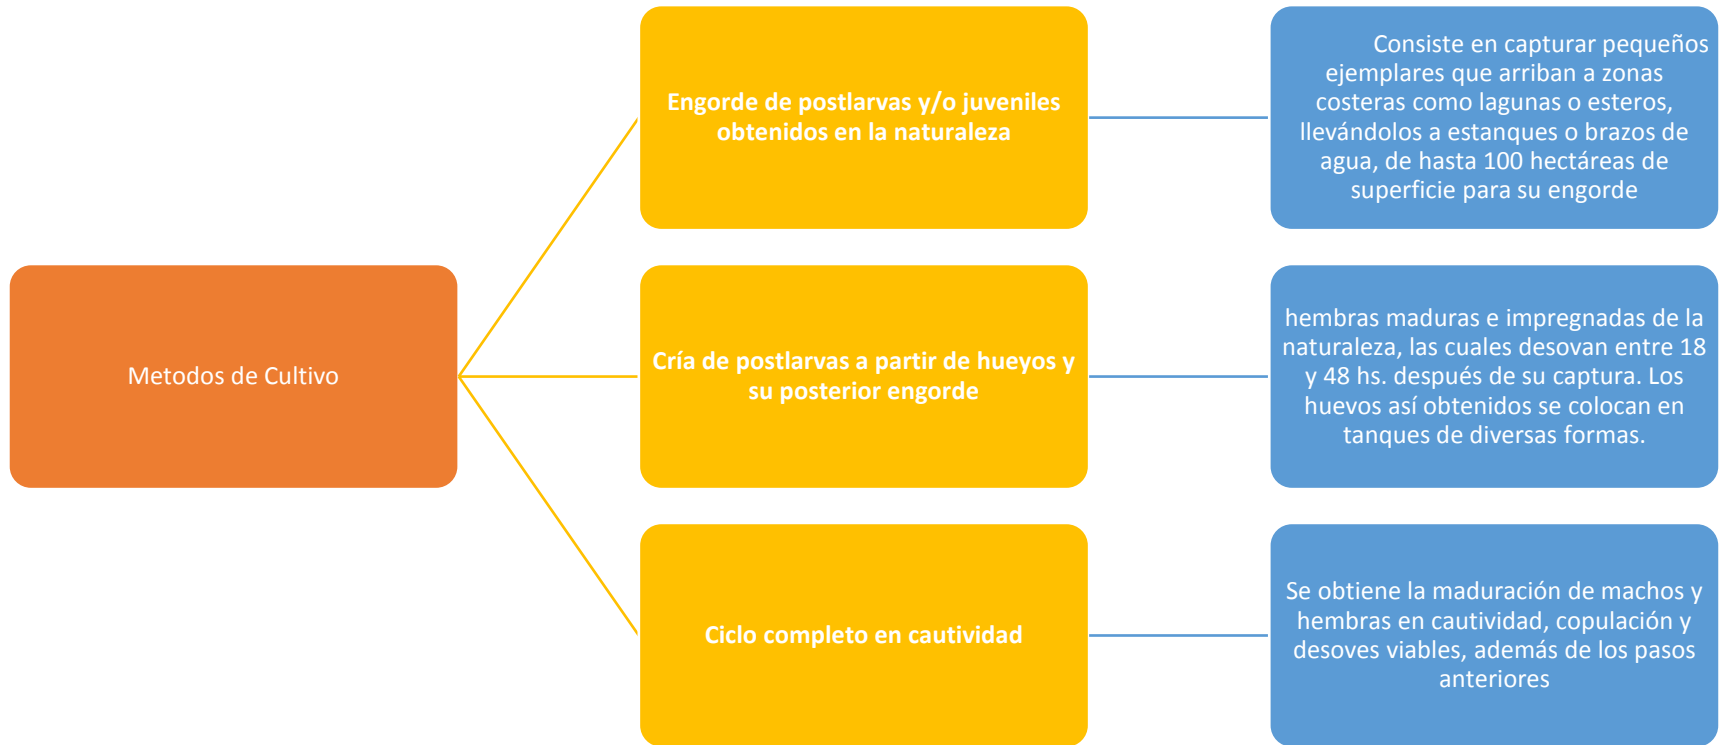 Metodos de Cultivo
Engorde de postlarvas y/o juveniles
obtenidos en la naturaleza
Consiste en capturar pequeños
ejemplares que arriban a zonas
costeras como lagunas o esteros,
llevándolos a estanques o brazos de
agua, de hasta 100 hectáreas de
superficie para su engorde
Cría de postlarvas a partir de hueyos y
su posterior engorde
hembras maduras e impregnadas de la
naturaleza, las cuales desovan entre 18
y 48 hs. después de su captura. Los
huevos así obtenidos se colocan en
tanques de diversas formas.
Ciclo completo en cautividad
Se obtiene la maduración de machos y
hembras en cautividad, copulación y
desoves viables, además de los pasos
anteriores